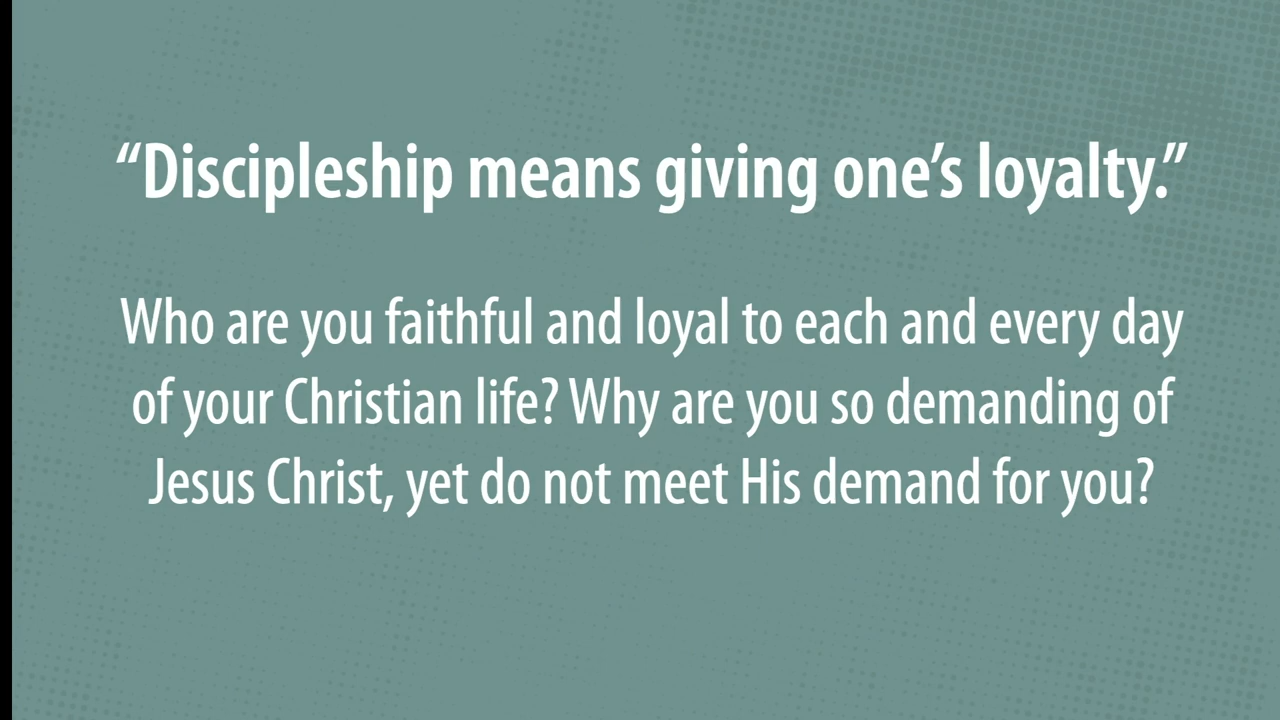 “Discipleship means giving one’s loyalty.”
Who are you faithful and loyal to each and every day
of your Christian life? Why are you so demanding of
Jesus Christ, yet do not meet His demand for you?